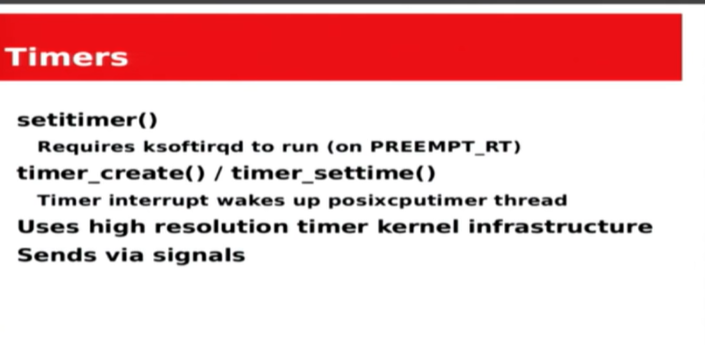 Timers
setitimer()
Requires ksoftirqd to run (on PREEMPT_RT)
timer_create() / timer_settime()
Timer interrupt wakes up posixcputimer thread
Uses high resolution timer kernel infrastructure
Sends via signals